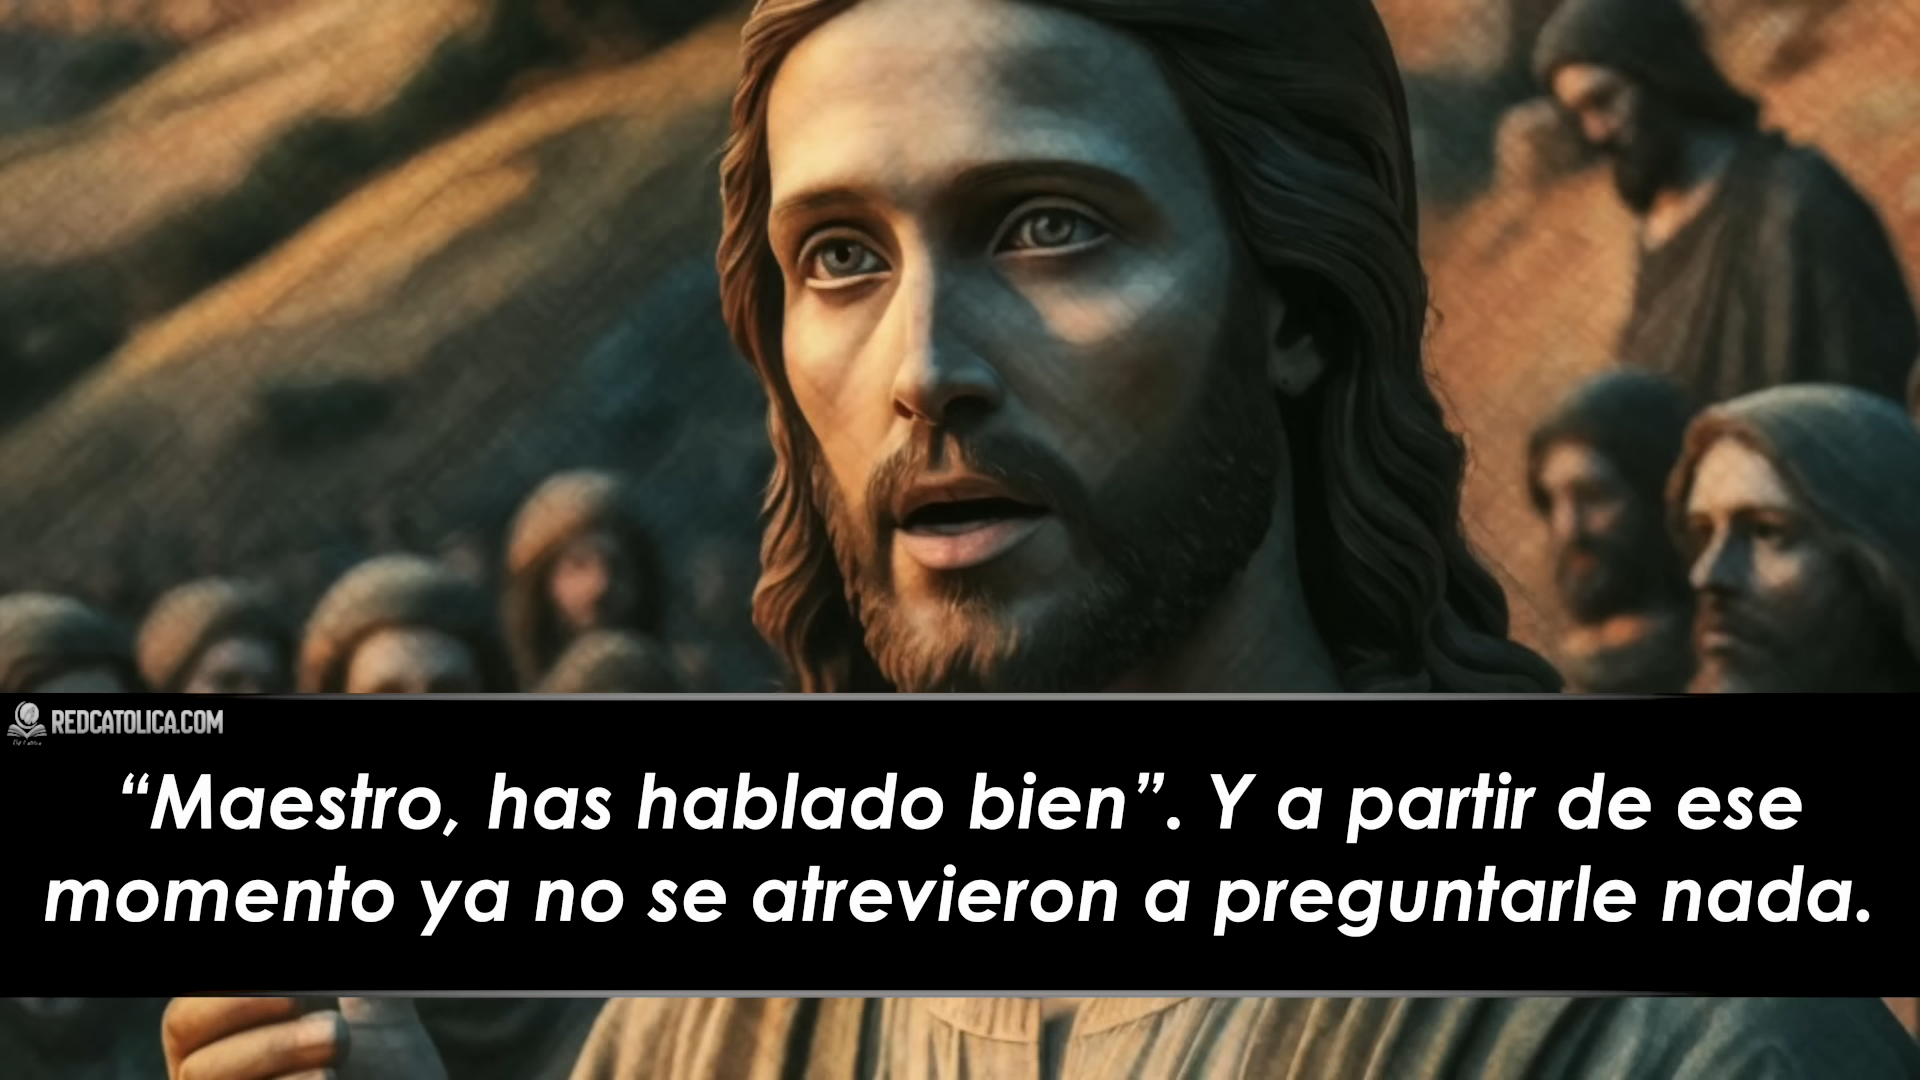 REDCATOLICA.COM
“Maestro, has hablado bien”. Y a partir de ese
momento ya no se atrevieron a preguntarle nada.